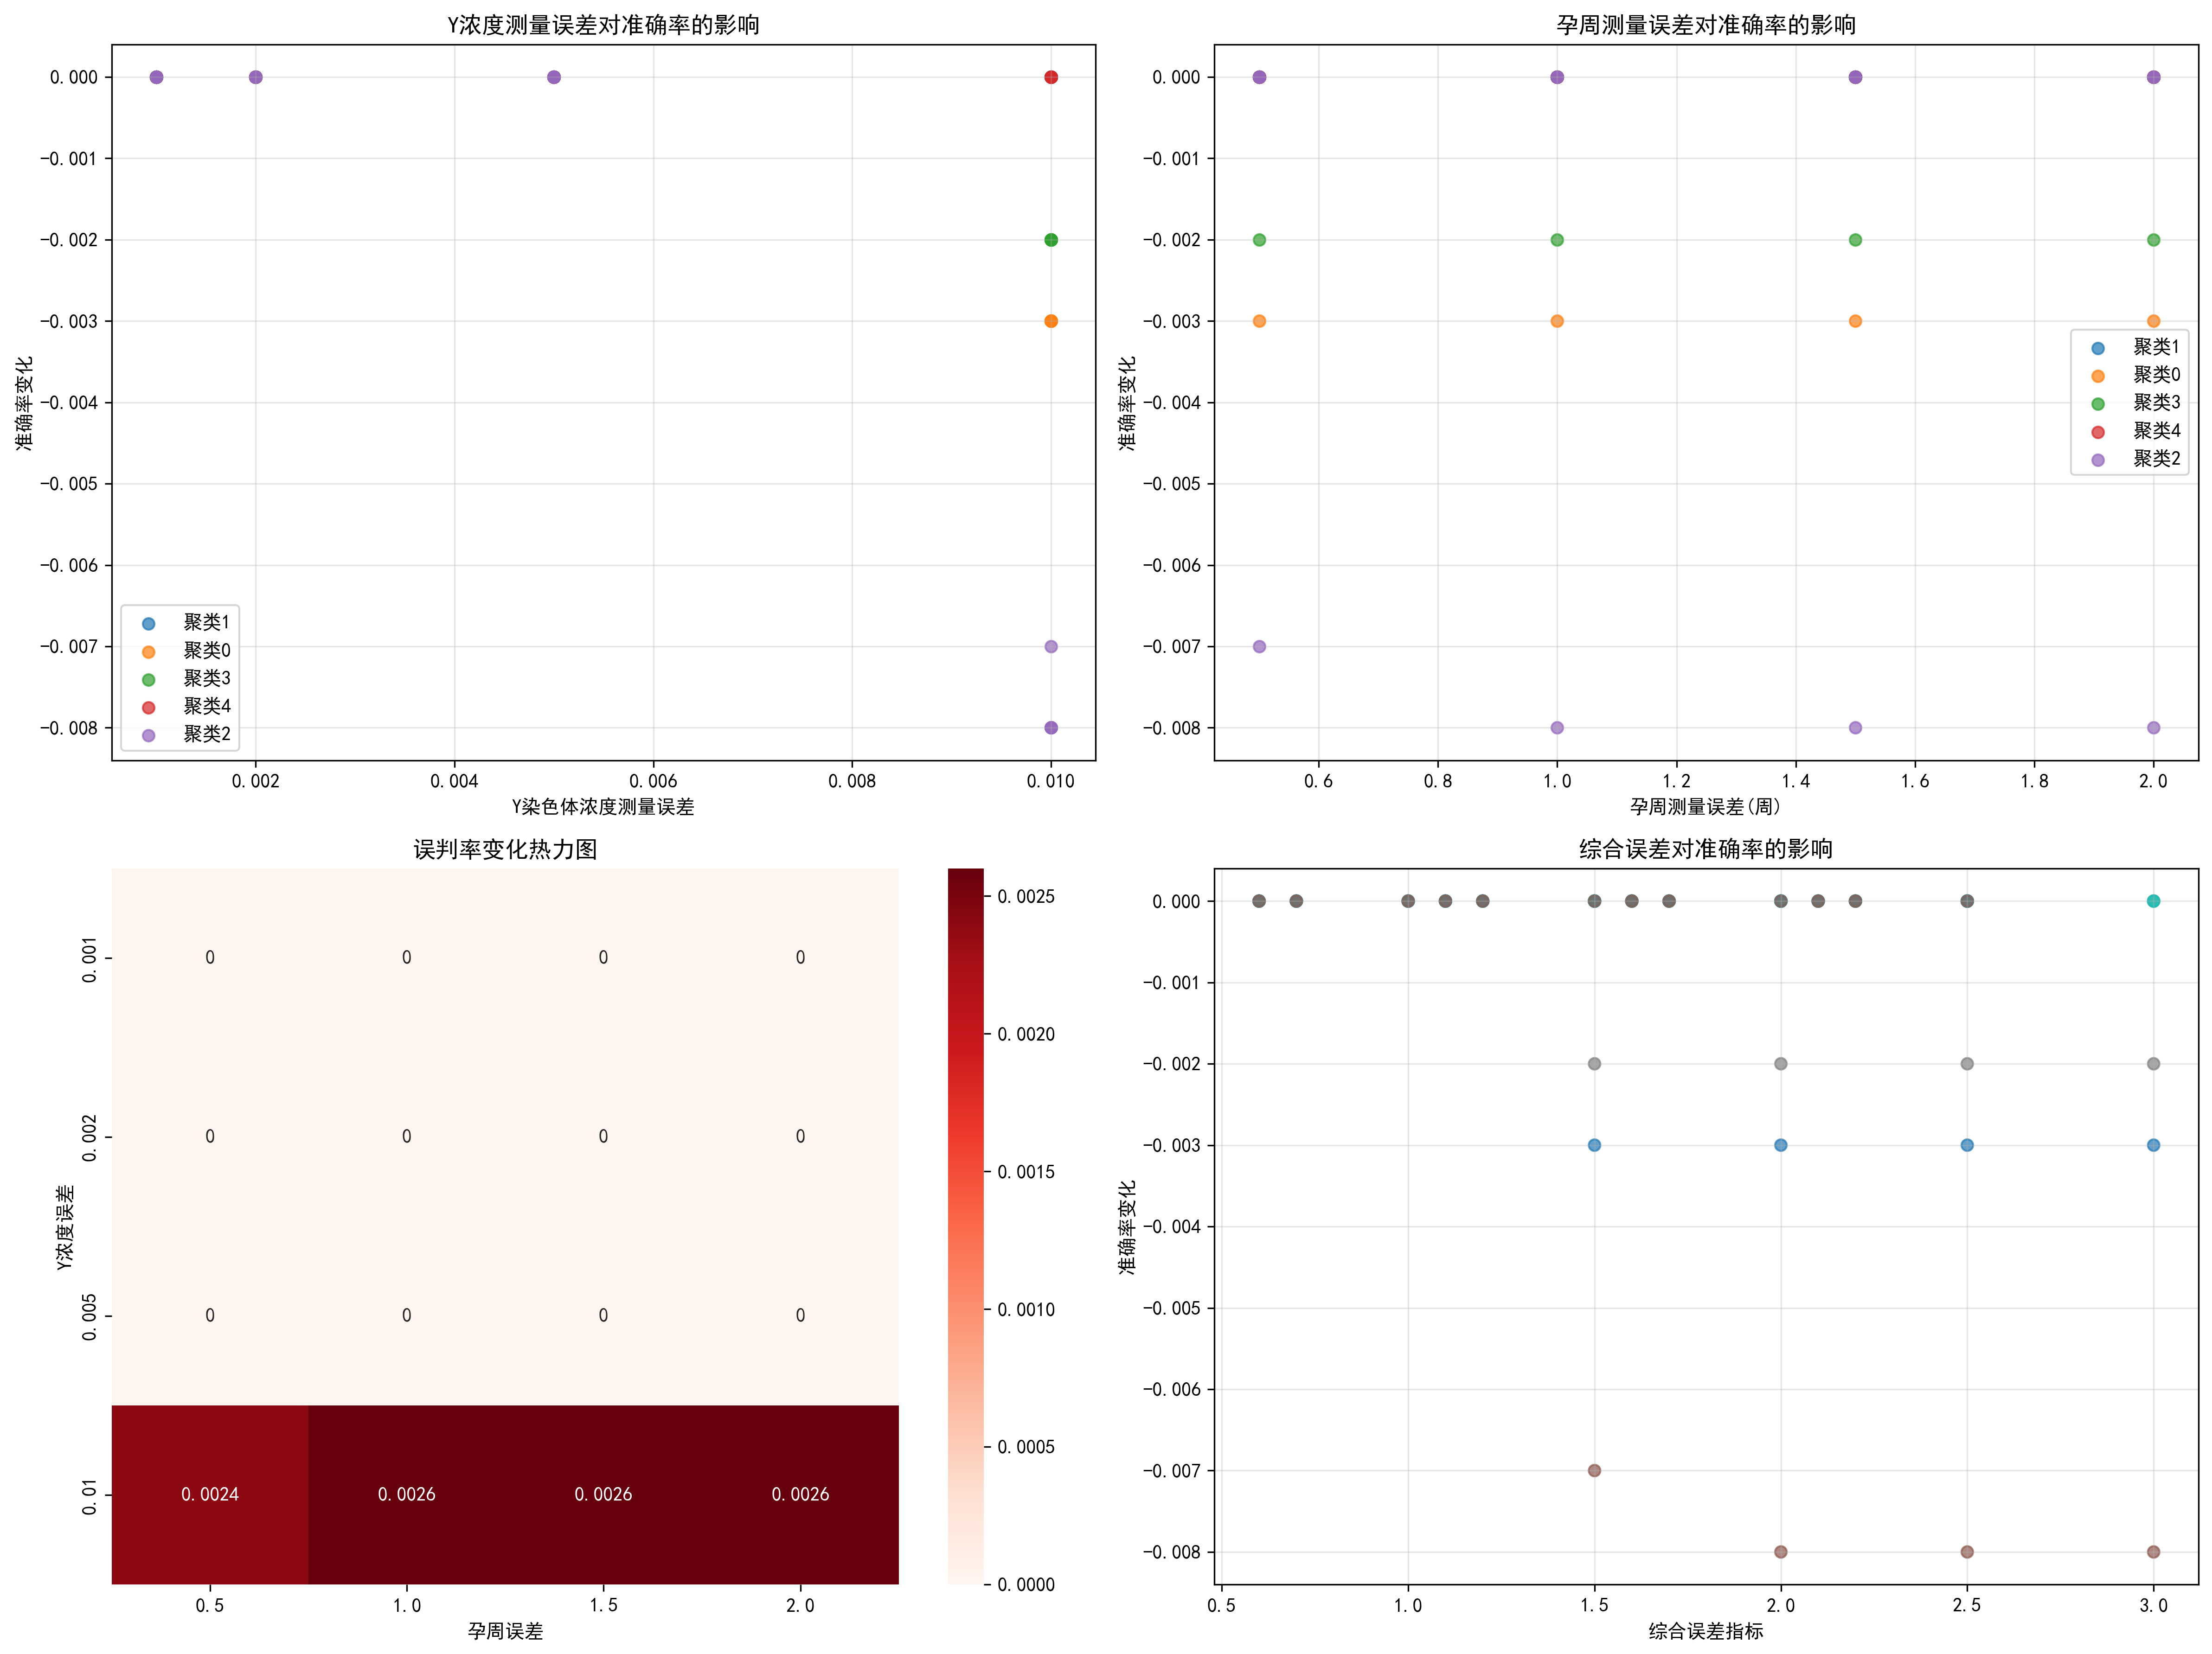 Y浓度测量误差对准确率的影响
0.000
−0.001
−0.002
−0.003
−0.004
−0.005
−0.006
−0.007
−0.008
准确率变化
聚类1
聚类0
聚类3
聚类4
聚类2
0.002 0.004 0.006 0.008 0.010
Y染色体浓度测量误差
孕周测量误差对准确率的影响
0.000
−0.001
−0.002
−0.003
−0.004
−0.005
−0.006
−0.007
−0.008
准确率变化
聚类1
聚类0
聚类3
聚类4
聚类2
0.6 0.8 1.0 1.2 1.4 1.6 1.8 2.0
孕周测量误差(周)
误判率变化热力图
Y浓度误差
0.001 0 0 0 0
0.002 0 0 0 0
0.005 0 0 0 0
0.01 0.0024 0.0026 0.0026 0.0026
0.5 1.0 1.5 2.0
孕周误差
0.0025
0.0020
0.0015
0.0010
0.0005
0.0000
综合误差对准确率的影响
0.000
−0.001
−0.002
−0.003
−0.004
−0.005
−0.006
−0.007
−0.008
准确率变化
0.5 1.0 1.5 2.0 2.5 3.0
综合误差指标